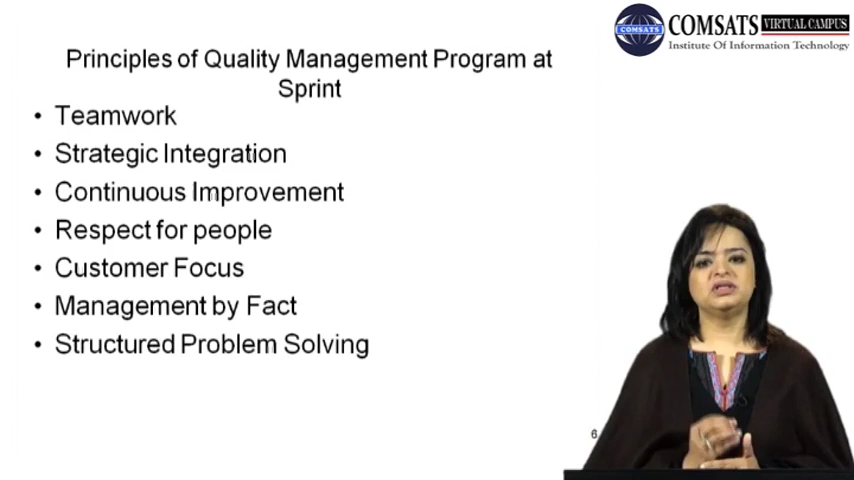 COMSATS VIRTUAL CAMPUS
COMSATS
Institute Of Information Technology
Principles of Quality Management Program at
Sprint
• Teamwork
• Strategic Integration
• Continuous Improvement
• Respect for people
• Customer Focus
• Management by Fact
• Structured Problem Solving
6